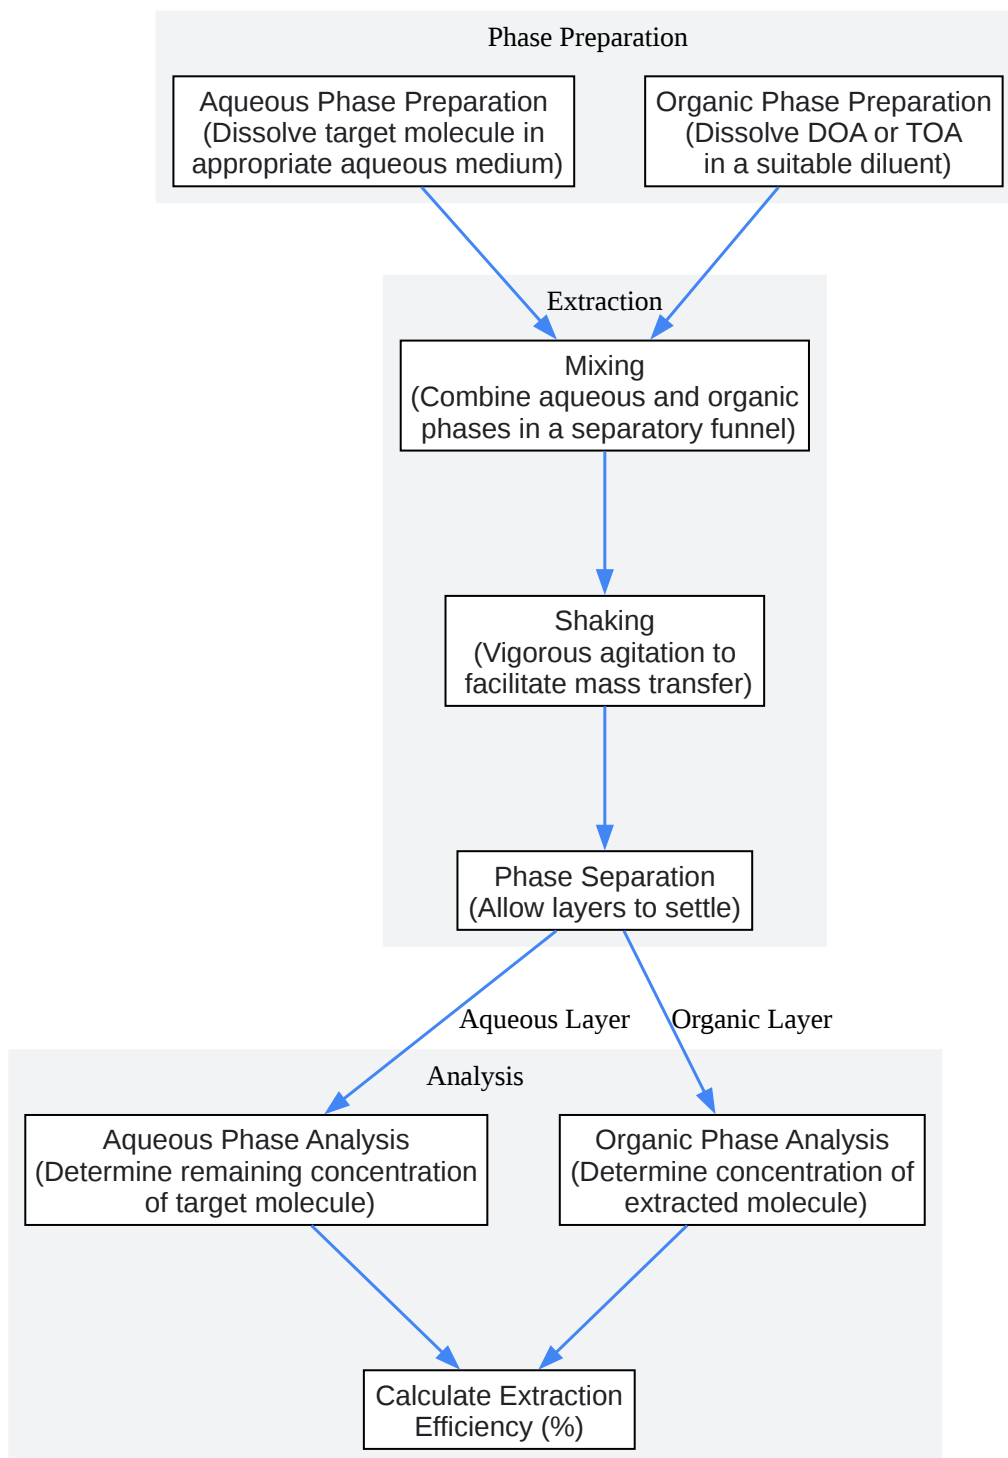 Phase Preparation
Aqueous Phase Preparation
(Dissolve target molecule in
appropriate aqueous medium)
Organic Phase Preparation
(Dissolve DOA or TOA
in a suitable diluent)
Extraction
Mixing
(Combine aqueous and organic
phases in a separatory funnel)
Shaking
(Vigorous agitation to
facilitate mass transfer)
Phase Separation
(Allow layers to settle)
Aqueous Layer
Organic Layer
Analysis
Aqueous Phase Analysis
(Determine remaining concentration
of target molecule)
Organic Phase Analysis
(Determine concentration of
extracted molecule)
Calculate Extraction
Efficiency (%)